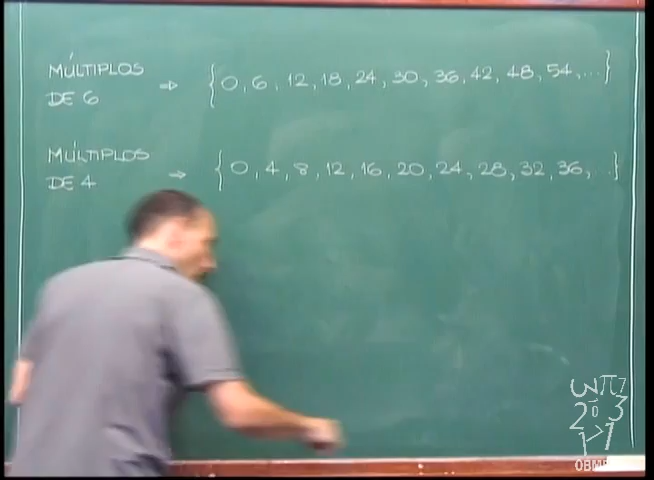 MÚLTIPLOS
DE 6 ⇒ {0, 6, 12, 18, 24, 30, 36, 42, 48, 54, ...}
MÚLTIPLOS
DE 4 ⇒ {0, 4, 8, 12, 16, 20, 24, 28, 32, 36, ...}